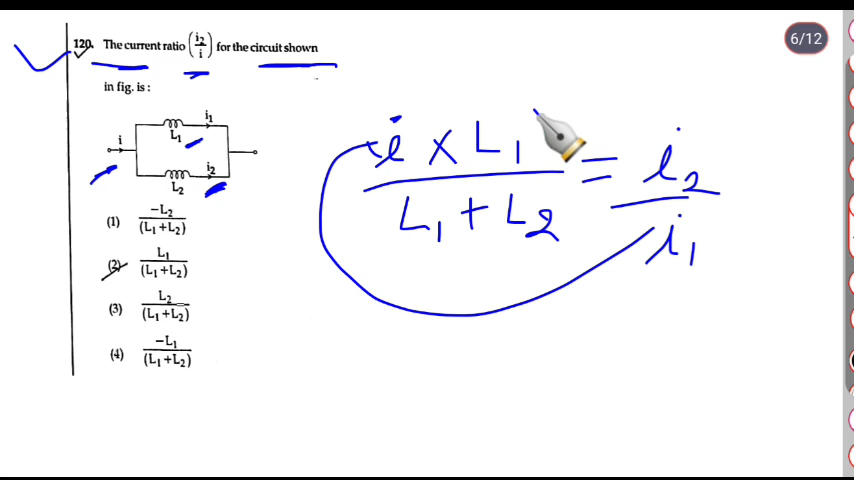 6/12
120. The current ratio (i₂/i) for the circuit shown
in fig. is :
i₁
L₁
i
i₂
L₂
(1) -L₂/(L₁+L₂)
(2) L₁/(L₁+L₂)
(3) L₂/(L₁+L₂)
(4) -L₁/(L₁+L₂)
i × L₁ / L₁ + L₂ = i₂ / i₁